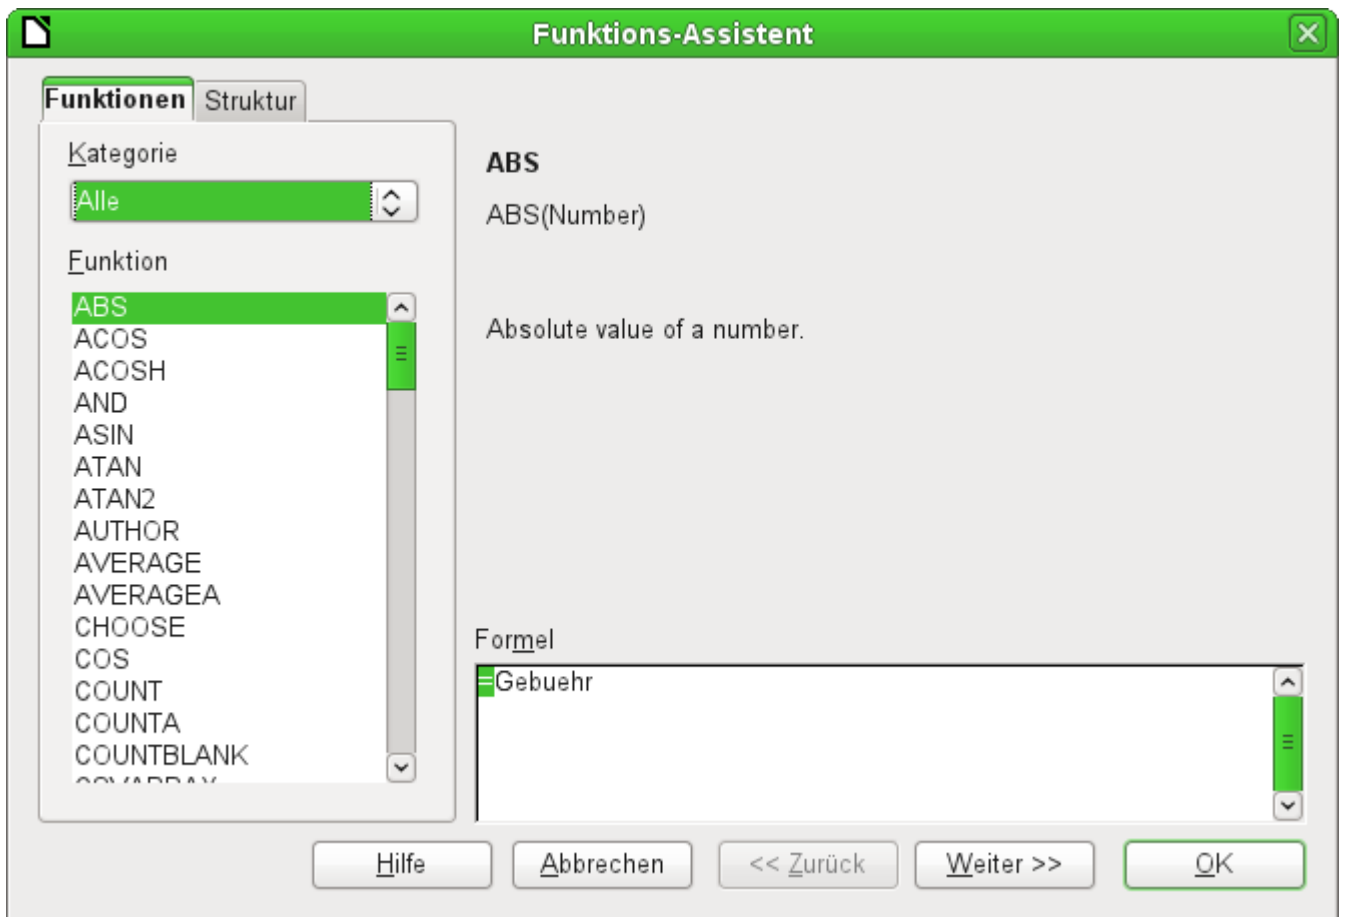 Funktions-Assistent
Funktionen Struktur
Kategorie
Alle
Funktion
ABS
ACOS
ACOSH
AND
ASIN
ATAN
ATAN2
AUTHOR
AVERAGE
AVERAGEA
CHOOSE
COS
COUNT
COUNTA
COUNTBLANK
ABS
ABS(Number)
Absolute value of a number.
Formel
=Gebuehr
Hilfe Abbrechen << Zurück Weiter >> OK